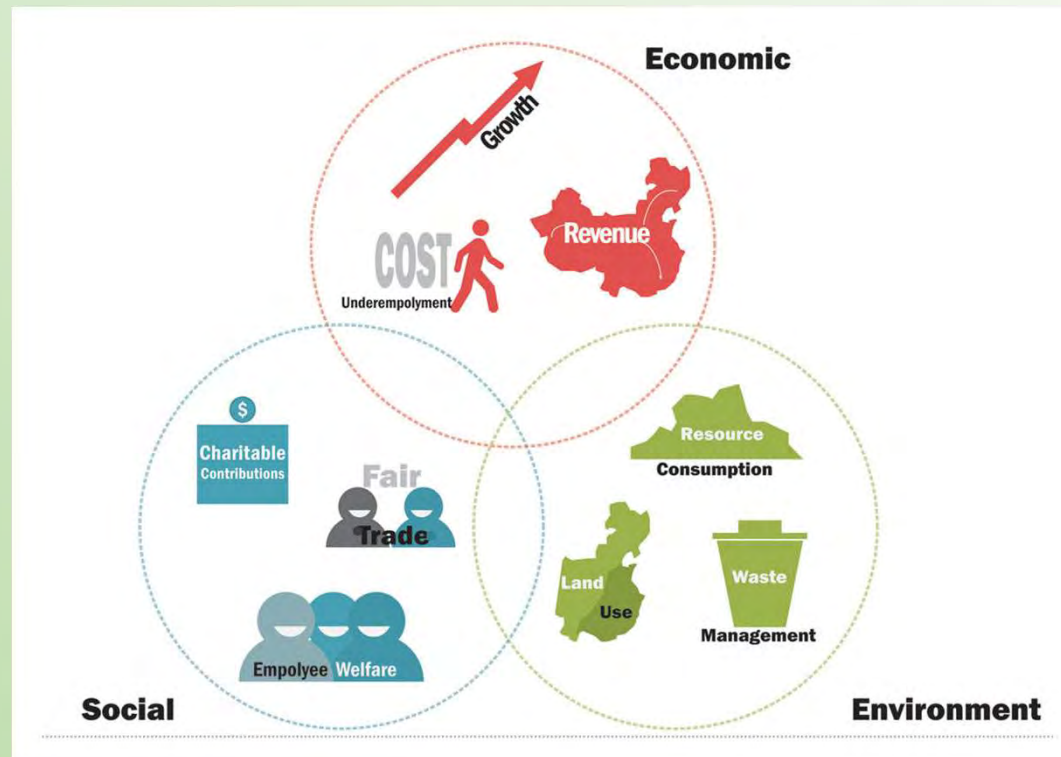 Economic
Growth
Revenue
COST
Underempolyment
$
Charitable
Contributions
Fair
Trade
Empolyee Welfare
Social
Resource
Consumption
Land
Use
Waste
Management
Environment